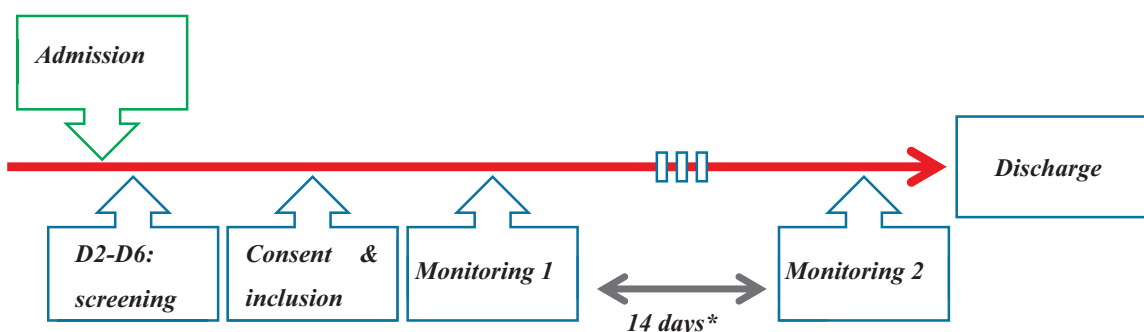 Admission
Discharge
D2-D6:
screening
Consent &
inclusion
Monitoring 1
14 days*
Monitoring 2